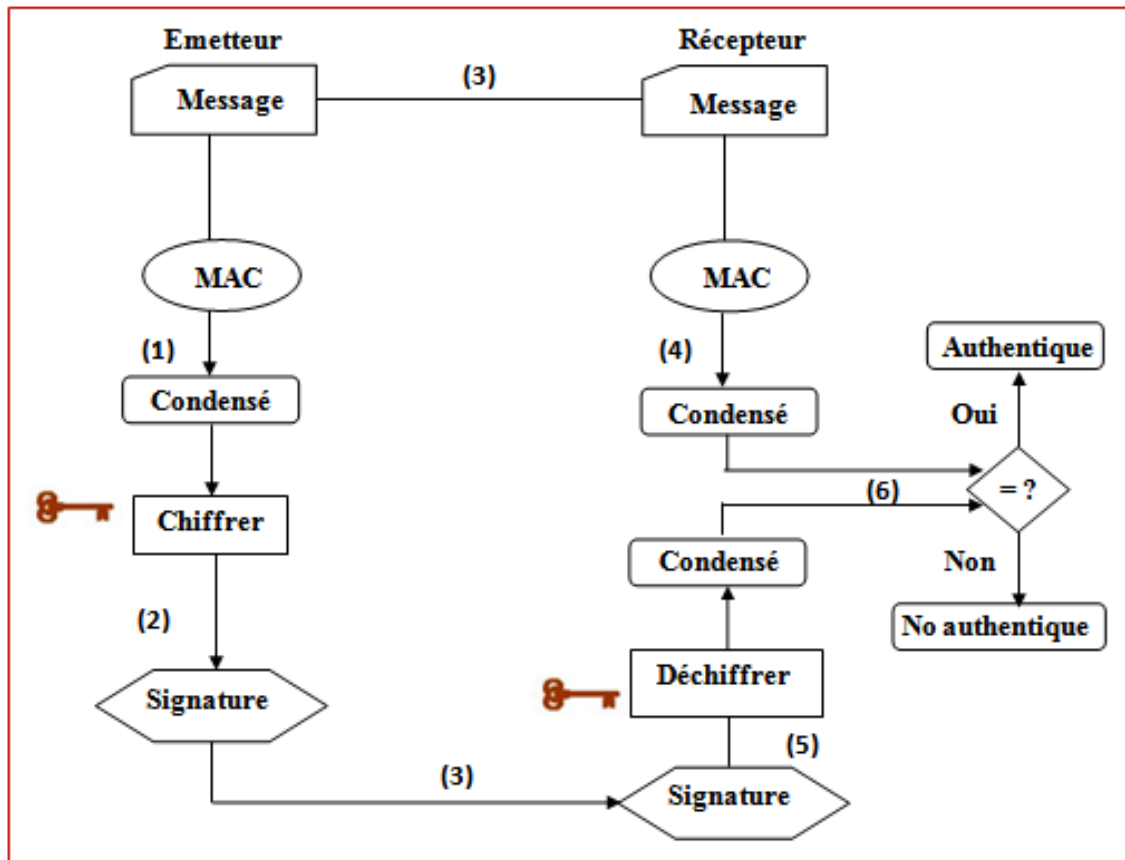 Emetteur
Récepteur
(3)
Message
Message
MAC
MAC
(1)
(4)
Authentique
Condensé
Condensé
Oui
(6)
= ?
Chiffrer
Condensé
Non
(2)
No authentique
Déchiffrer
Signature
(5)
(3)
Signature